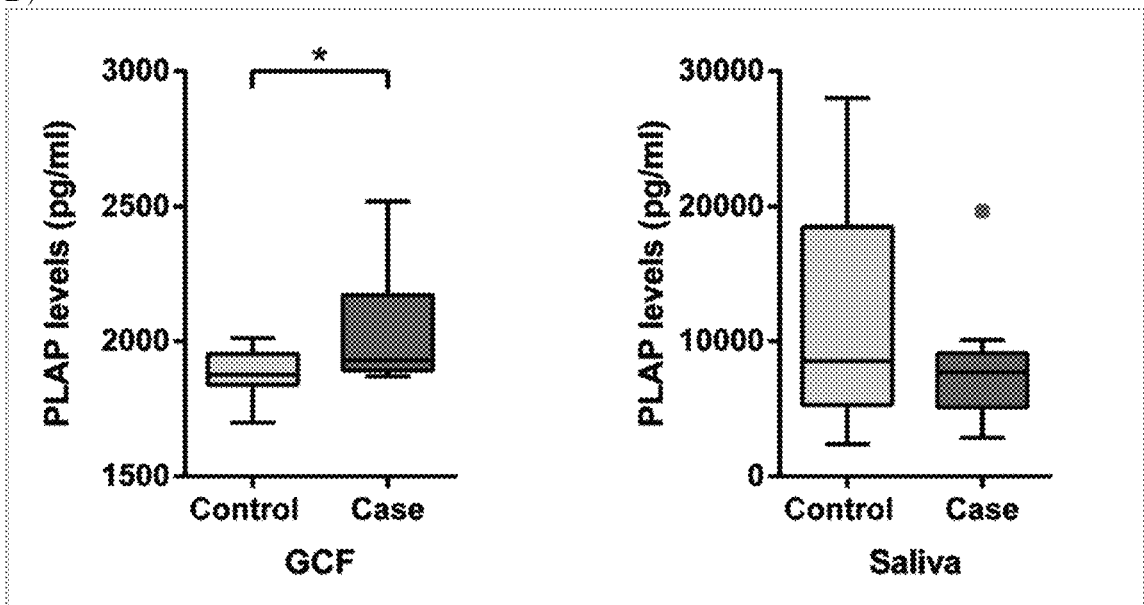 *
PLAP levels (pg/ml)
3000
2500
2000
1500
Control Case
GCF
PLAP levels (pg/ml)
30000
20000
10000
0
Control Case
Saliva